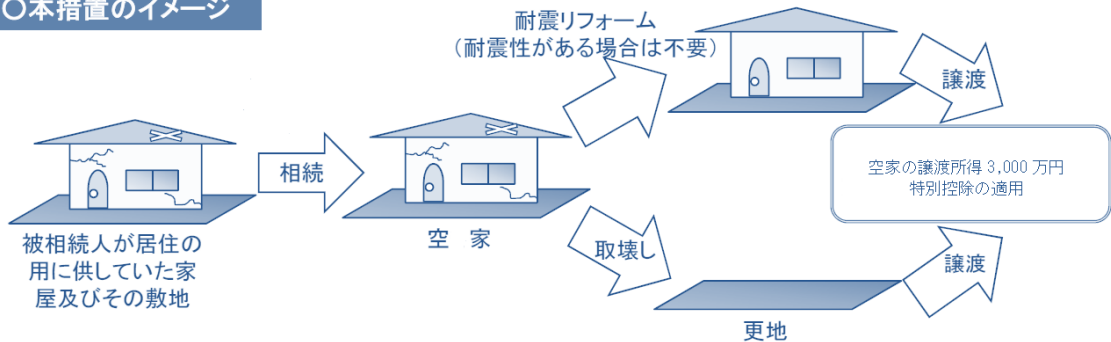 〇本措置のイメージ
耐震リフォーム
（耐震性がある場合は不要）
譲渡
相続
空家の譲渡所得 3,000 万円
特別控除の適用
空　家
被相続人が居住の
用に供していた家
屋及びその敷地
取壊し
譲渡
更地